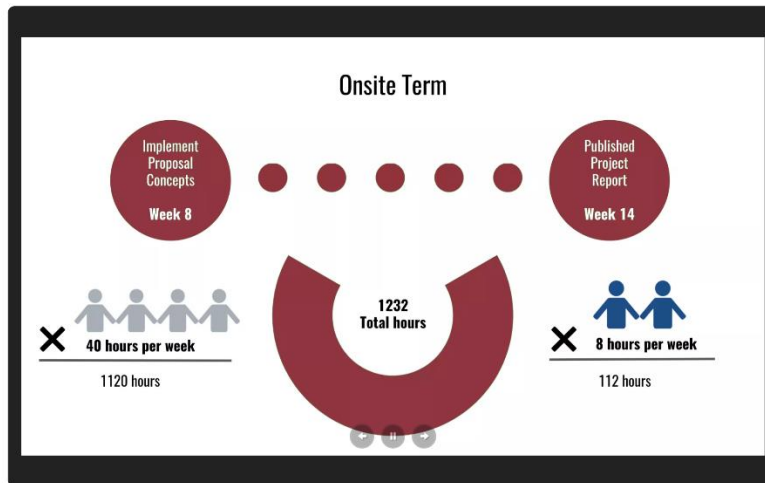 Onsite Term
Implement
Proposal
Concepts
Week 8
Published
Project
Report
Week 14
1232
Total hours
40 hours per week
1120 hours
8 hours per week
112 hours